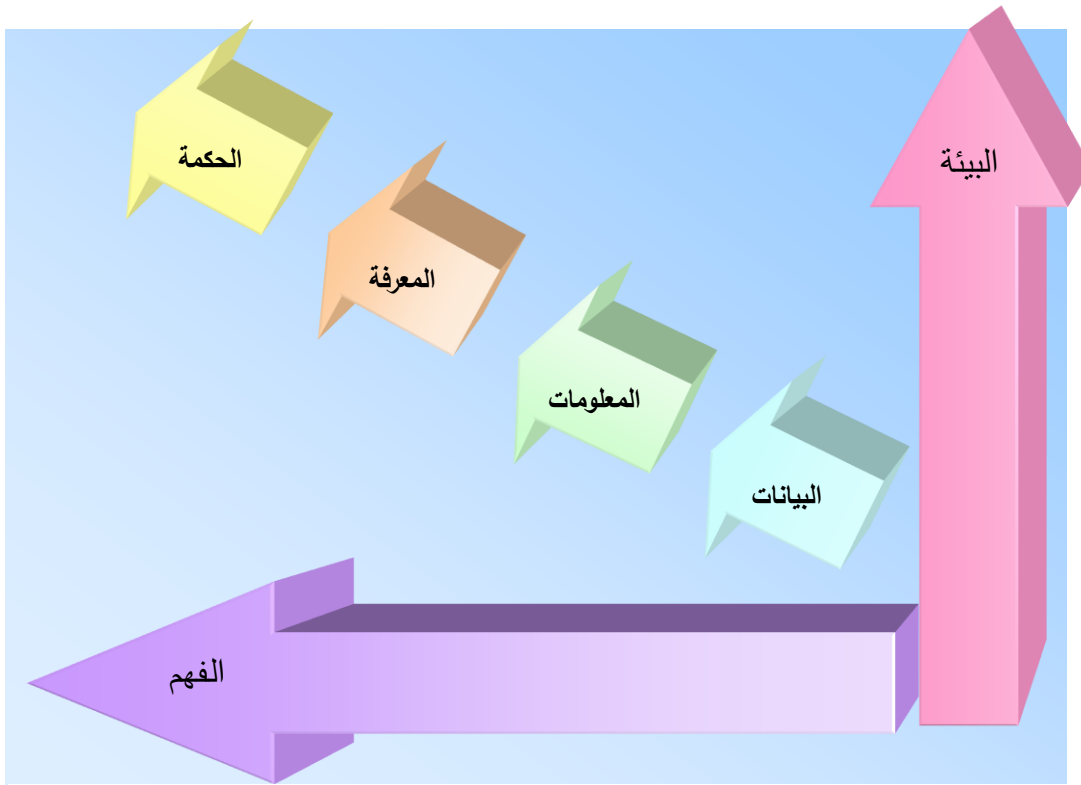 البيئة
الحكمة
المعرفة
المعلومات
البيانات
الفهم